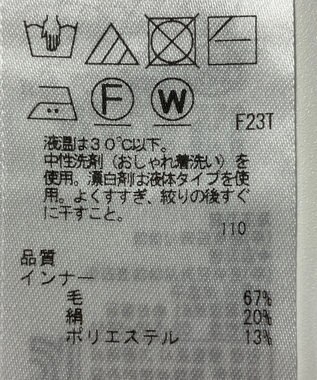 F
W
F23T
液温は30℃以下。
中性洗剤（おしゃれ着洗い）を
使用。漂白剤は液体タイプを使
用。よくすすぎ、絞りの後すぐ
に干すこと。
110
品質
インナー
毛 67%
絹 20%
ポリエステル 13%